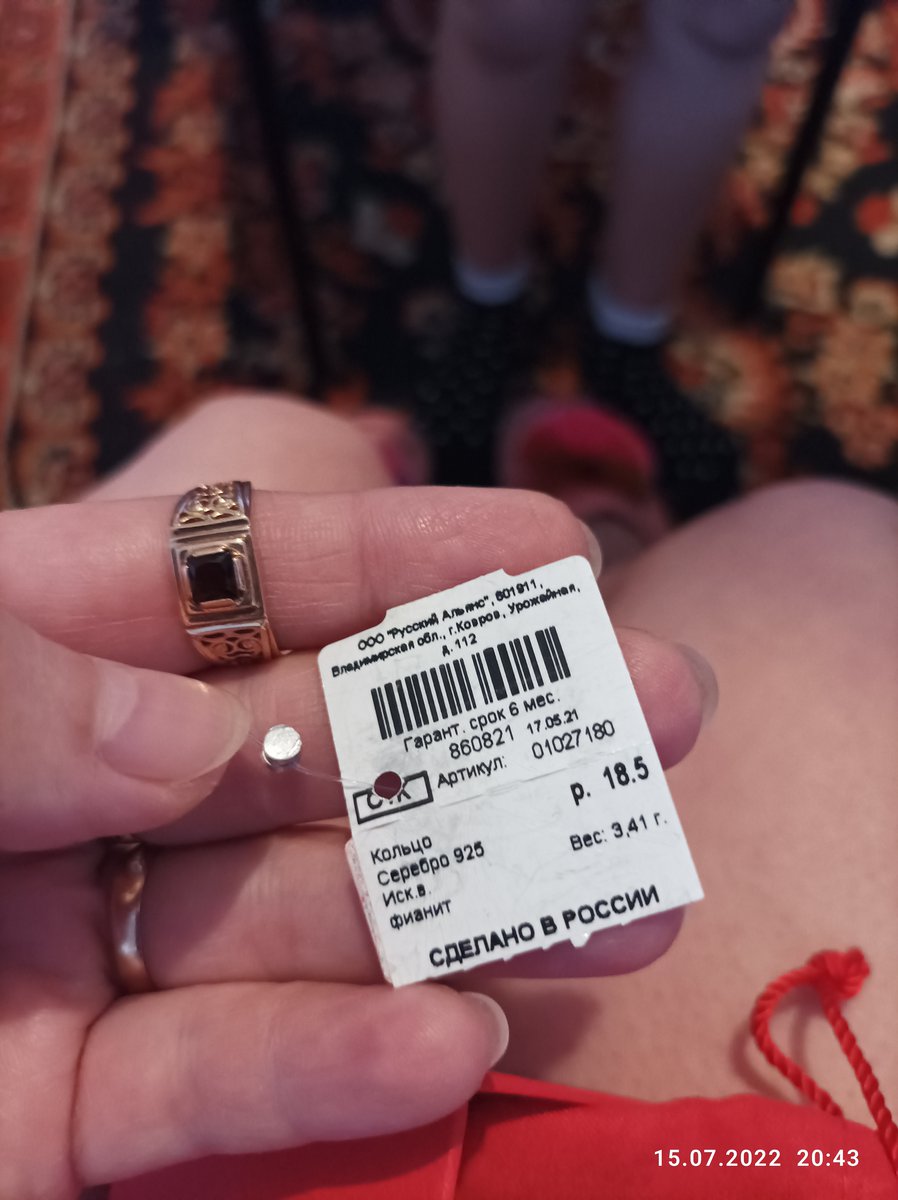 ООО "Русский Альянс", 601911,
Владимирская обл., г.Ковров, Урожайная,
д. 112
Гарант. срок 6 мес.
860821 17.05.21
Артикул: 01027180
р. 18.5
Кольцо
Серебро 925
Вес: 3,41 г.
Иск.в.
фианит
СДЕЛАНО В РОССИИ
15.07.2022 20:43